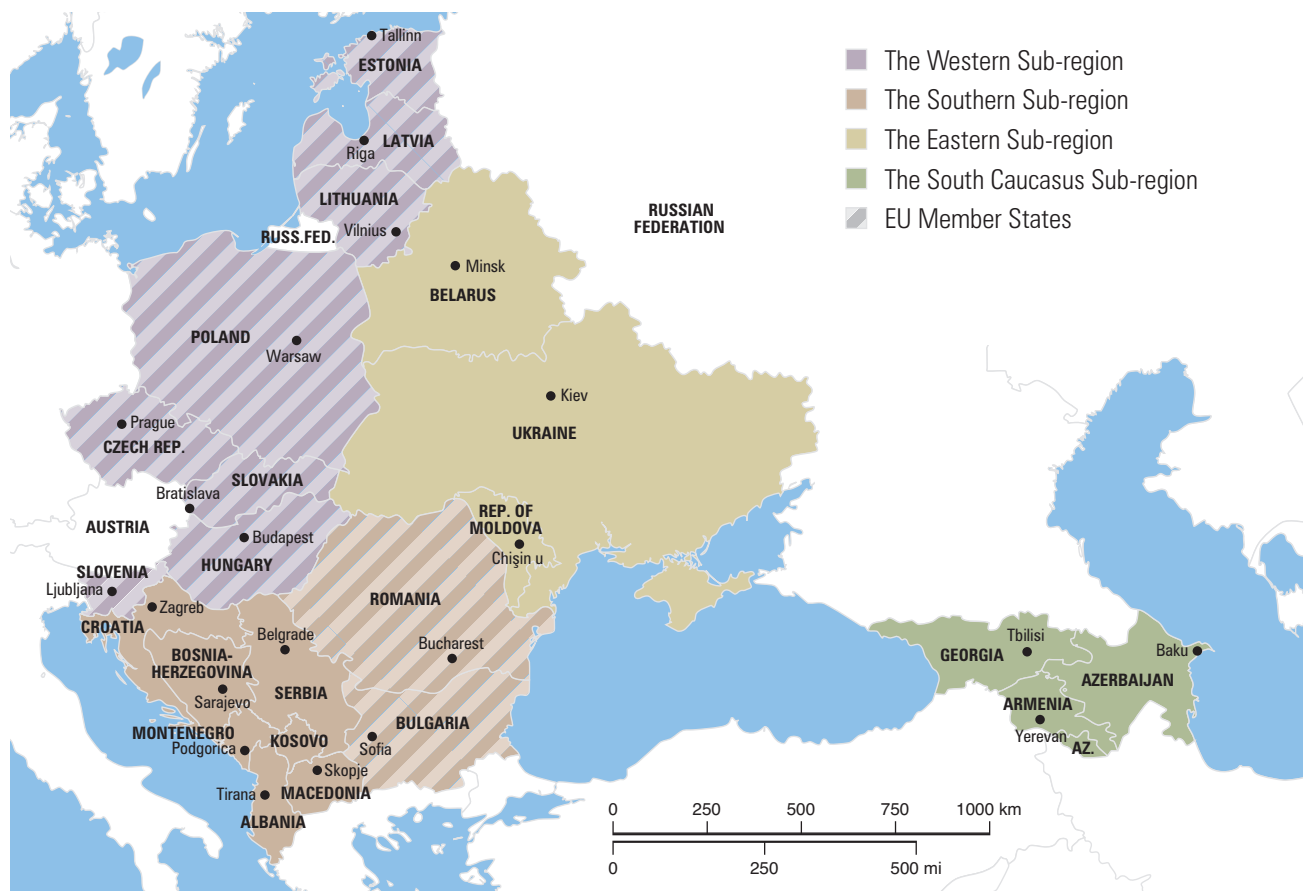 Tallinn
ESTONIA
LATVIA
Riga
LITHUANIA
Vilnius
RUSS.FED.
RUSSIAN
FEDERATION
Minsk
BELARUS
POLAND
Warsaw
Kiev
UKRAINE
Prague
CZECH REP.
SLOVAKIA
Bratislava
AUSTRIA
Budapest
HUNGARY
REP. OF
MOLDOVA
Chişin u
SLOVENIA
Ljubljana
Zagreb
CROATIA
ROMANIA
Belgrade
Bucharest
BOSNIA-
HERZEGOVINA
Sarajevo
SERBIA
MONTENEGRO
Podgorica
KOSOVO
BULGARIA
Sofia
Skopje
MACEDONIA
Tirana
ALBANIA
Tbilisi
GEORGIA
Baku
AZERBAIJAN
ARMENIA
Yerevan
AZ.
The Western Sub-region
The Southern Sub-region
The Eastern Sub-region
The South Caucasus Sub-region
EU Member States
0 250 500 750 1000 km
0 250 500 mi